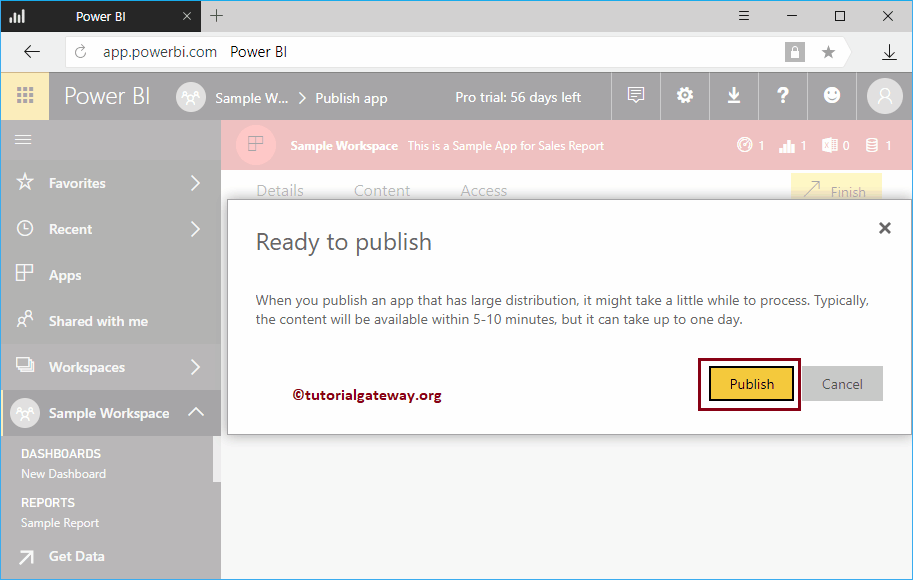 Power BI
app.powerbi.com Power BI
Power BI Sample W... > Publish app Pro trial: 56 days left ?
Sample Workspace This is a Sample App for Sales Report 1 1 0 1
Favorites
Recent
Apps
Shared with me
Workspaces
Sample Workspace
DASHBOARDS
New Dashboard
REPORTS
Sample Report
Get Data
Details Content Access Finish
Ready to publish
When you publish an app that has large distribution, it might take a little while to process. Typically,
the content will be available within 5-10 minutes, but it can take up to one day.
©tutorialgateway.org
Publish Cancel